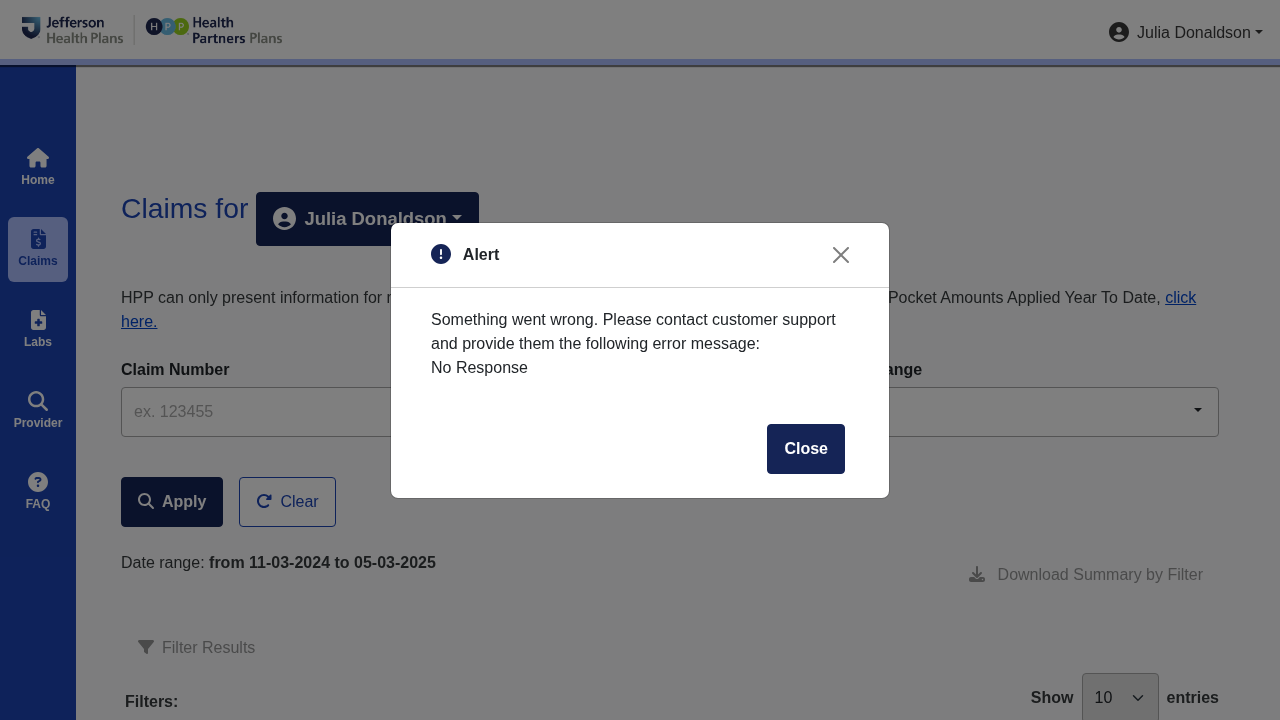 Jefferson
Health Plans
HPP Health
Partners Plans
Julia Donaldson
Home
Claims
Labs
Provider
FAQ
Claims for Julia Donaldson
HPP can only present information for
Pocket Amounts Applied Year To Date, click
here.
Claim Number
ange
ex. 123455
Alert
Something went wrong. Please contact customer support
and provide them the following error message:
No Response
Close
Apply
Clear
Date range: from 11-03-2024 to 05-03-2025
Download Summary by Filter
Filter Results
Filters:
Show 10 entries